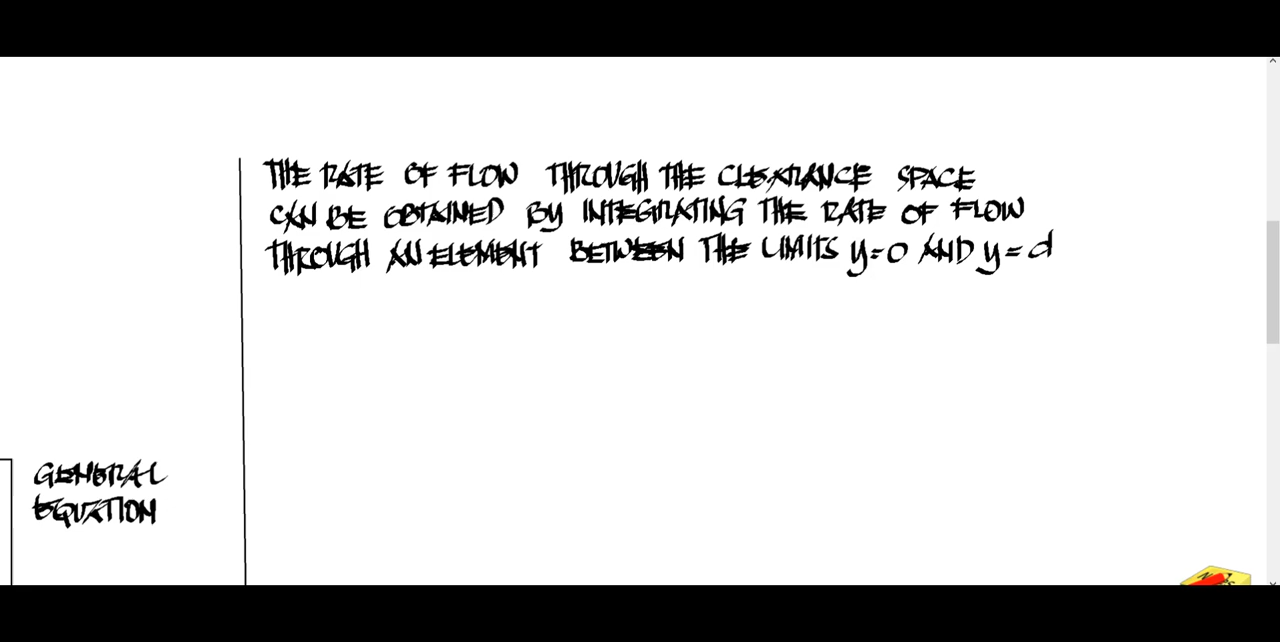 THE RATE OF FLOW THROUGH THE CLEARANCE SPACE
CAN BE OBTAINED BY INTEGRATING THE RATE OF FLOW
THROUGH AN ELEMENT BETWEEN THE LIMITS y=0 AND y=d
GENERAL
EQUATION